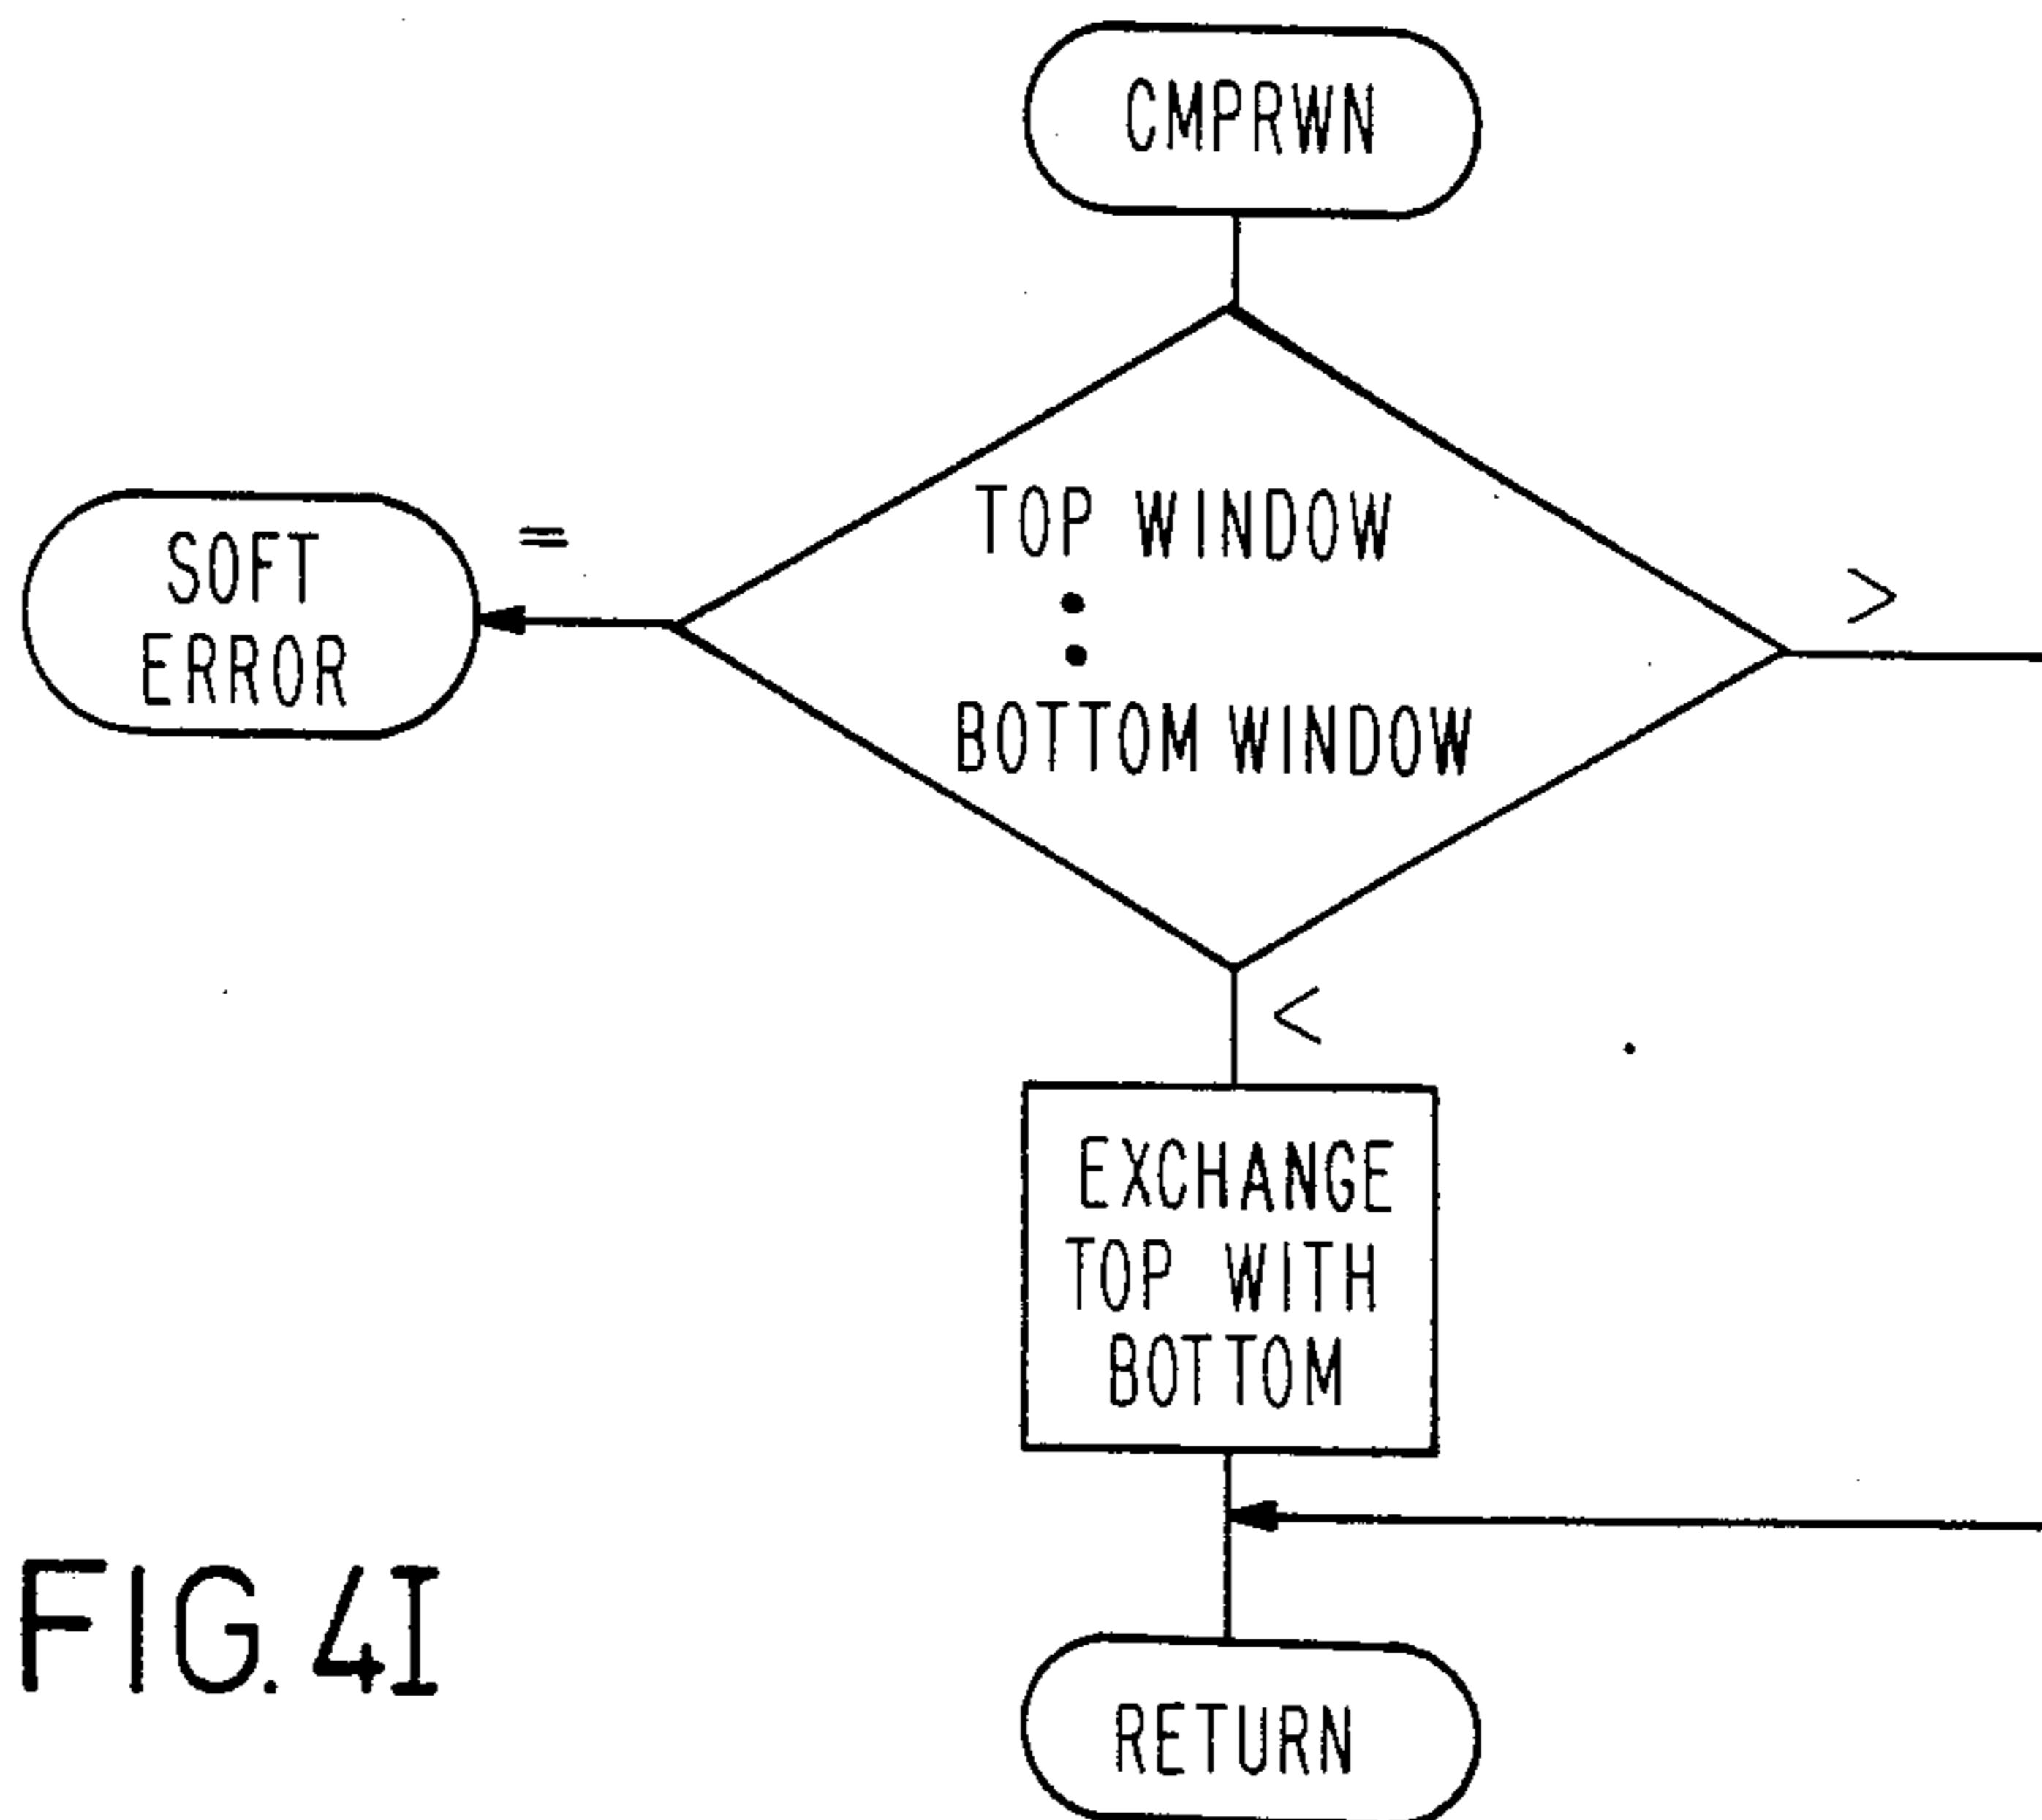 CMPRWN
TOP WINDOW
:
BOTTOM WINDOW
=
>
<
SOFT
ERROR
EXCHANGE
TOP WITH
BOTTOM
RETURN
FIG. 4I